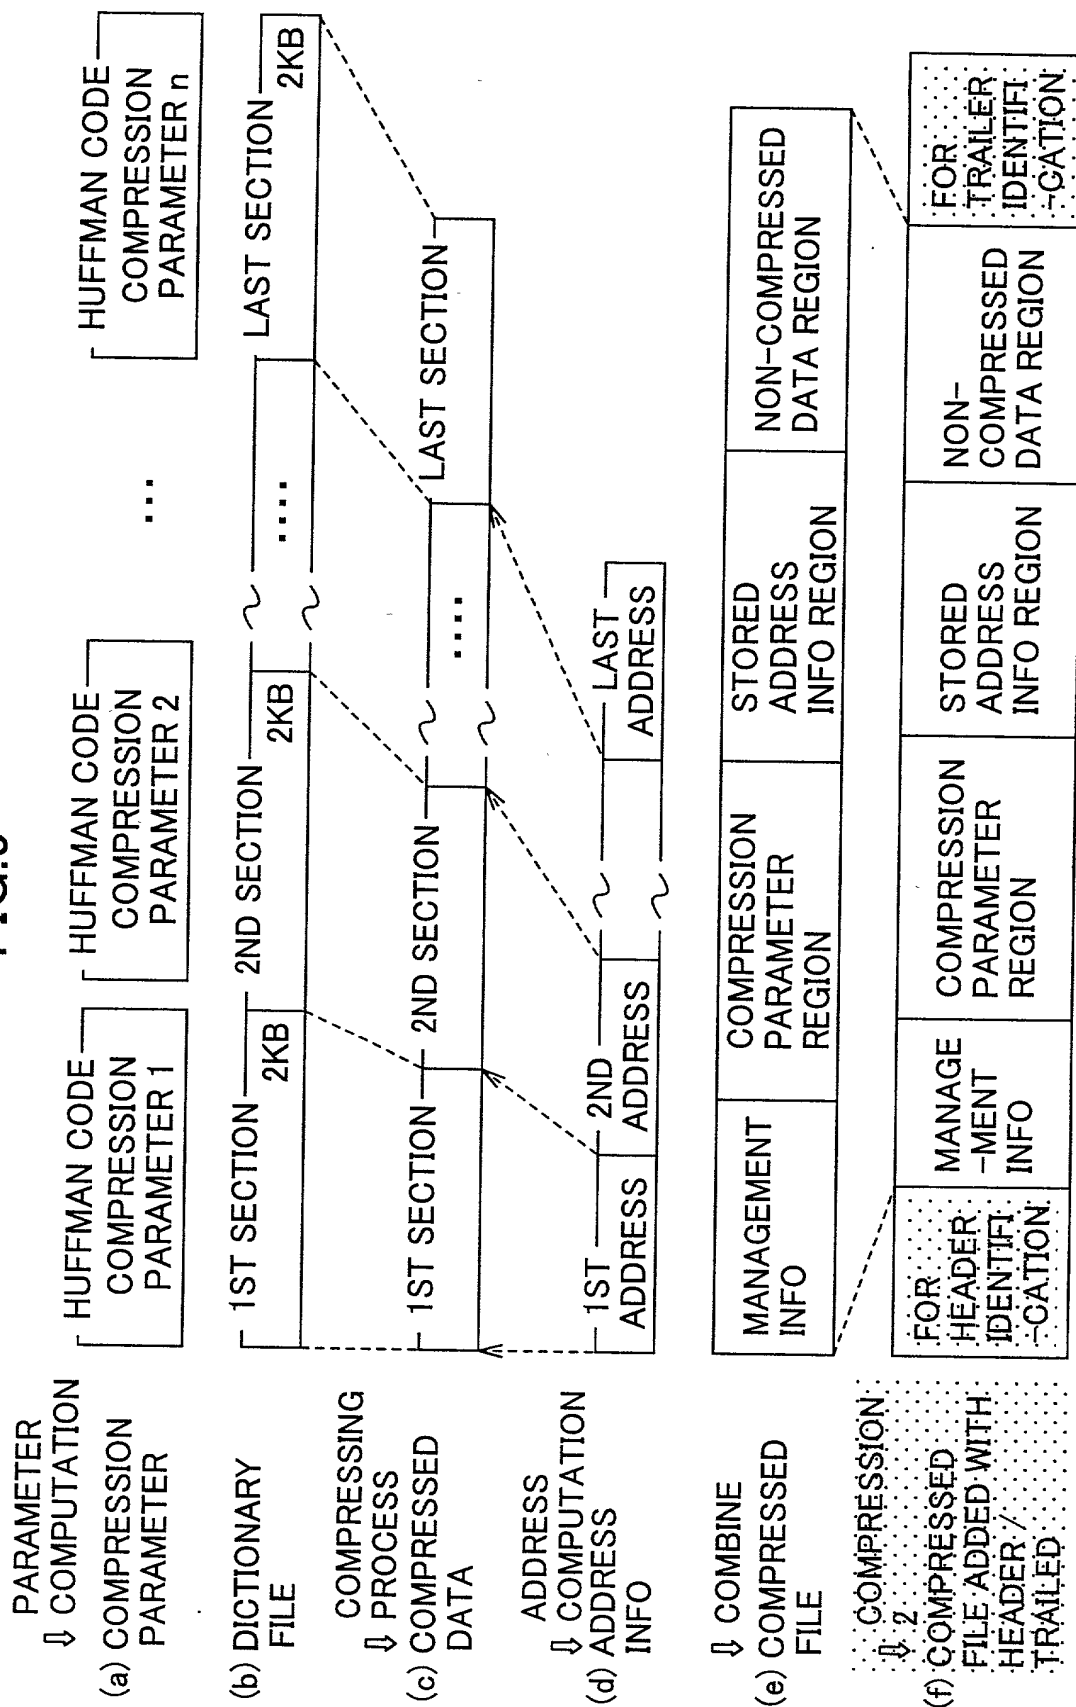 PARAMETER
⇩ COMPUTATION
(a) COMPRESSION
PARAMETER
HUFFMAN CODE
COMPRESSION
PARAMETER 1
HUFFMAN CODE
COMPRESSION
PARAMETER 2
...
HUFFMAN CODE
COMPRESSION
PARAMETER n
(b) DICTIONARY
FILE
1ST SECTION
2KB
2ND SECTION
2KB
....
LAST SECTION
2KB
COMPRESSING
⇩ PROCESS
(c) COMPRESSED
DATA
1ST SECTION
2ND SECTION
....
LAST SECTION
ADDRESS
⇩ COMPUTATION
(d) ADDRESS
INFO
1ST
ADDRESS
2ND
ADDRESS
LAST
ADDRESS
⇩ COMBINE
(e) COMPRESSED
FILE
MANAGEMENT
INFO
COMPRESSION
PARAMETER
REGION
STORED
ADDRESS
INFO REGION
NON-COMPRESSED
DATA REGION
COMPRESSION
⇩ 2
(f) COMPRESSED
FILE ADDED WITH
HEADER /
TRAILED
FOR
HEADER
IDENTIFI
-CATION
MANAGE
-MENT
INFO
COMPRESSION
PARAMETER
REGION
STORED
ADDRESS
INFO REGION
NON-
COMPRESSED
DATA REGION
FOR
TRAILER
IDENTIFI
-CATION